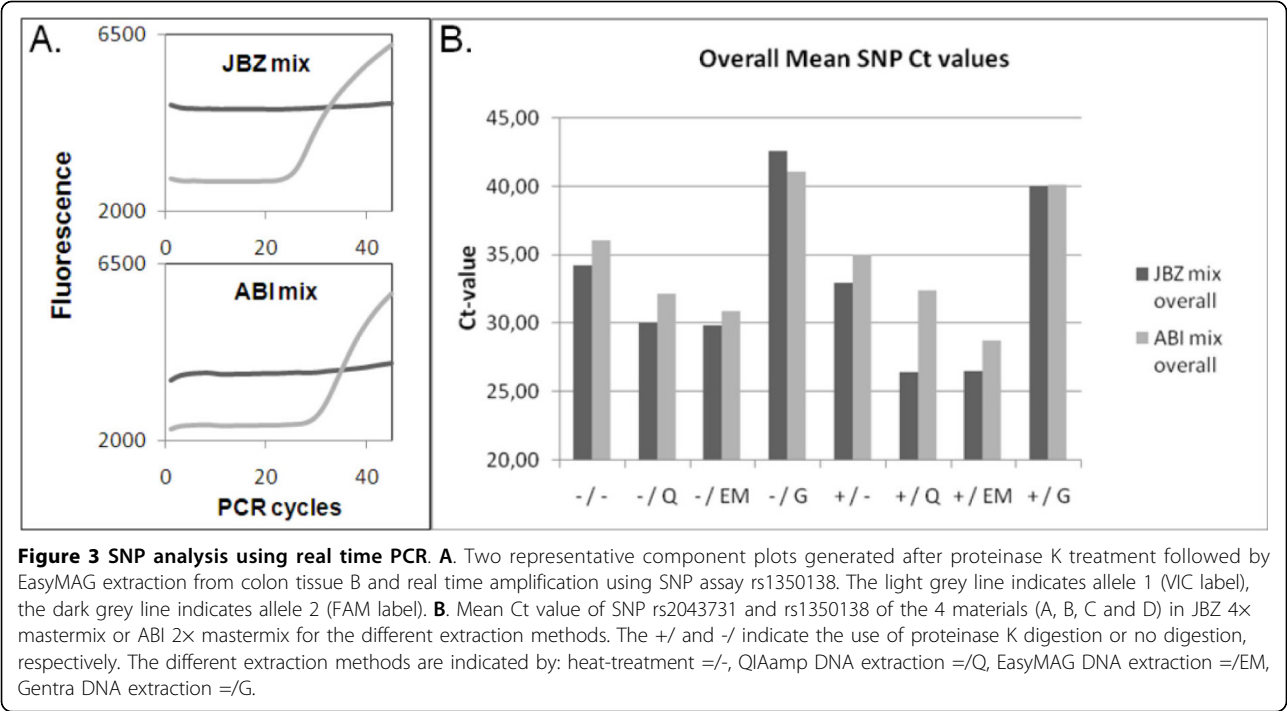 A.
6500
JBZ mix
Fluorescence
2000
0 20 40
6500
ABI mix
2000
0 20 40
PCR cycles
B.
Overall Mean SNP Ct values
45,00
40,00
35,00
30,00
25,00
20,00
Ct-value
- / - - / Q - / EM - / G + / - + / Q + / EM + / G
JBZ mix
overall
ABI mix
overall
Figure 3 SNP analysis using real time PCR. A. Two representative component plots generated after proteinase K treatment followed by
EasyMAG extraction from colon tissue B and real time amplification using SNP assay rs1350138. The light grey line indicates allele 1 (VIC label),
the dark grey line indicates allele 2 (FAM label). B. Mean Ct value of SNP rs2043731 and rs1350138 of the 4 materials (A, B, C and D) in JBZ 4×
mastermix or ABI 2× mastermix for the different extraction methods. The +/ and -/ indicate the use of proteinase K digestion or no digestion,
respectively. The different extraction methods are indicated by: heat-treatment =/-, QIAamp DNA extraction =/Q, EasyMAG DNA extraction =/EM,
Gentra DNA extraction =/G.